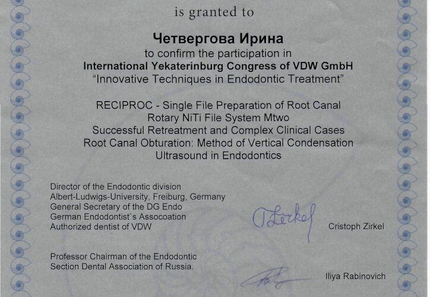 is granted to
Четвергова Ирина
to confirm the participation in
International Yekaterinburg Congress of VDW GmbH
“Innovative Techniques in Endodontic Treatment”
RECIPROC - Single File Preparation of Root Canal
Rotary NiTi File System Mtwo
Successful Retreatment and Complex Clinical Cases
Root Canal Obturation: Method of Vertical Condensation
Ultrasound in Endodontics
Director of the Endodontic division
Albert-Ludwigs-University, Freiburg, Germany
General Secretary of the DG Endo
German Endodontist`s Assocoation
Authorized dentist of VDW
Cristoph Zirkel
Professor Chairman of the Endodontic
Section Dental Association of Russia.
Iliya Rabinovich